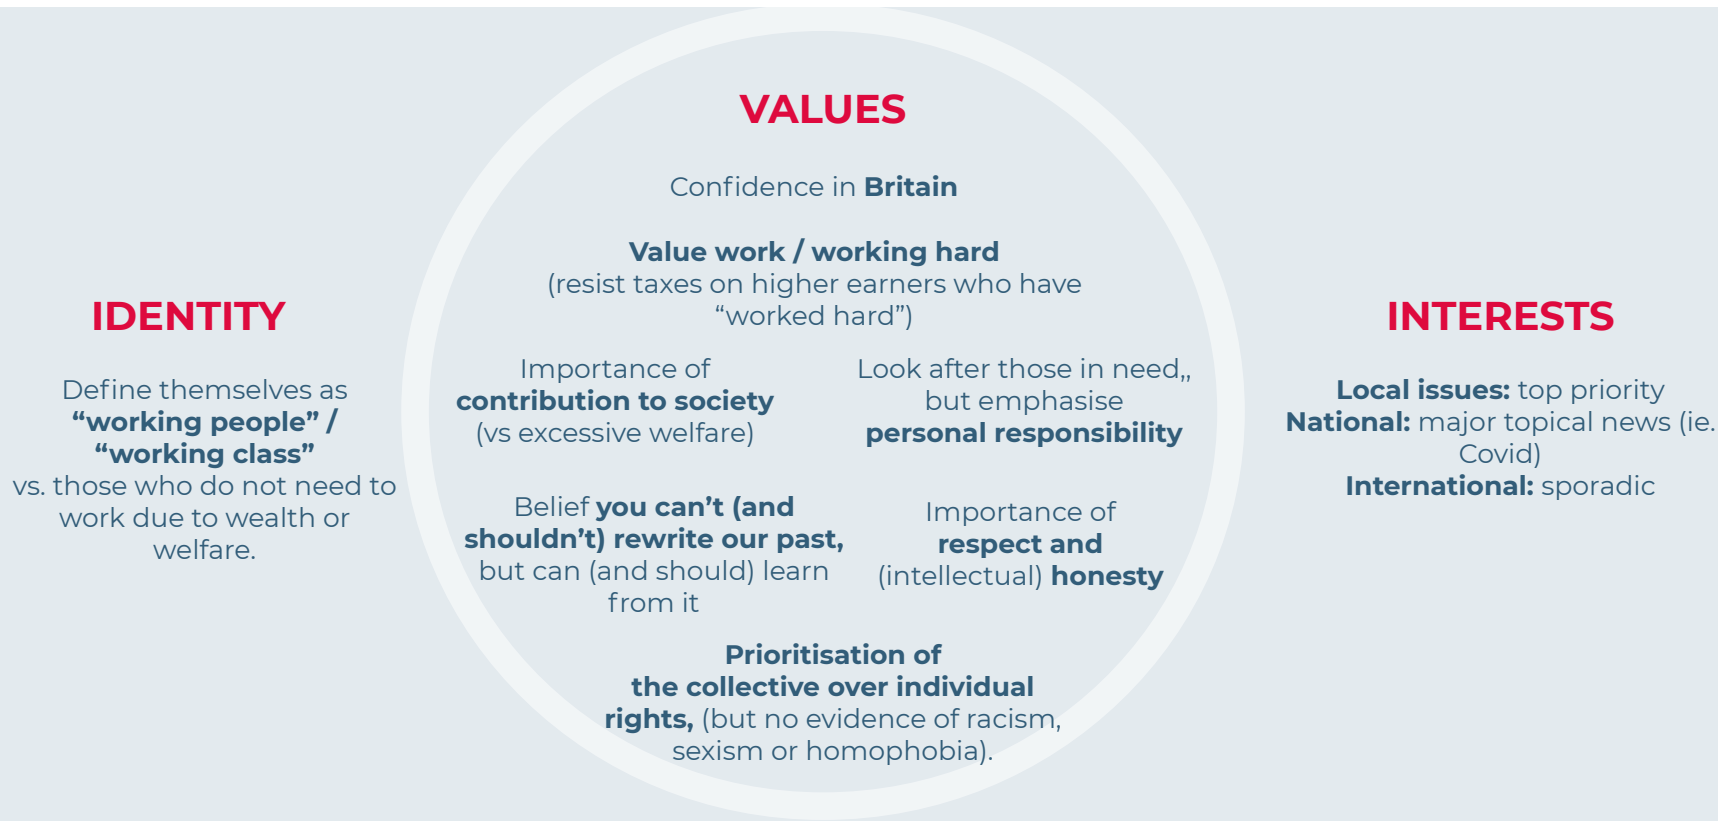 VALUES
Confidence in Britain
Value work / working hard
(resist taxes on higher earners who have
“worked hard”)
Importance of
contribution to society
(vs excessive welfare)
Look after those in need,,
but emphasise
personal responsibility
Belief you can’t (and
shouldn’t) rewrite our past,
but can (and should) learn
from it
Importance of
respect and
(intellectual) honesty
Prioritisation of
the collective over individual
rights, (but no evidence of racism,
sexism or homophobia).
IDENTITY
Define themselves as
“working people” /
“working class”
vs. those who do not need to
work due to wealth or
welfare.
INTERESTS
Local issues: top priority
National: major topical news (ie.
Covid)
International: sporadic